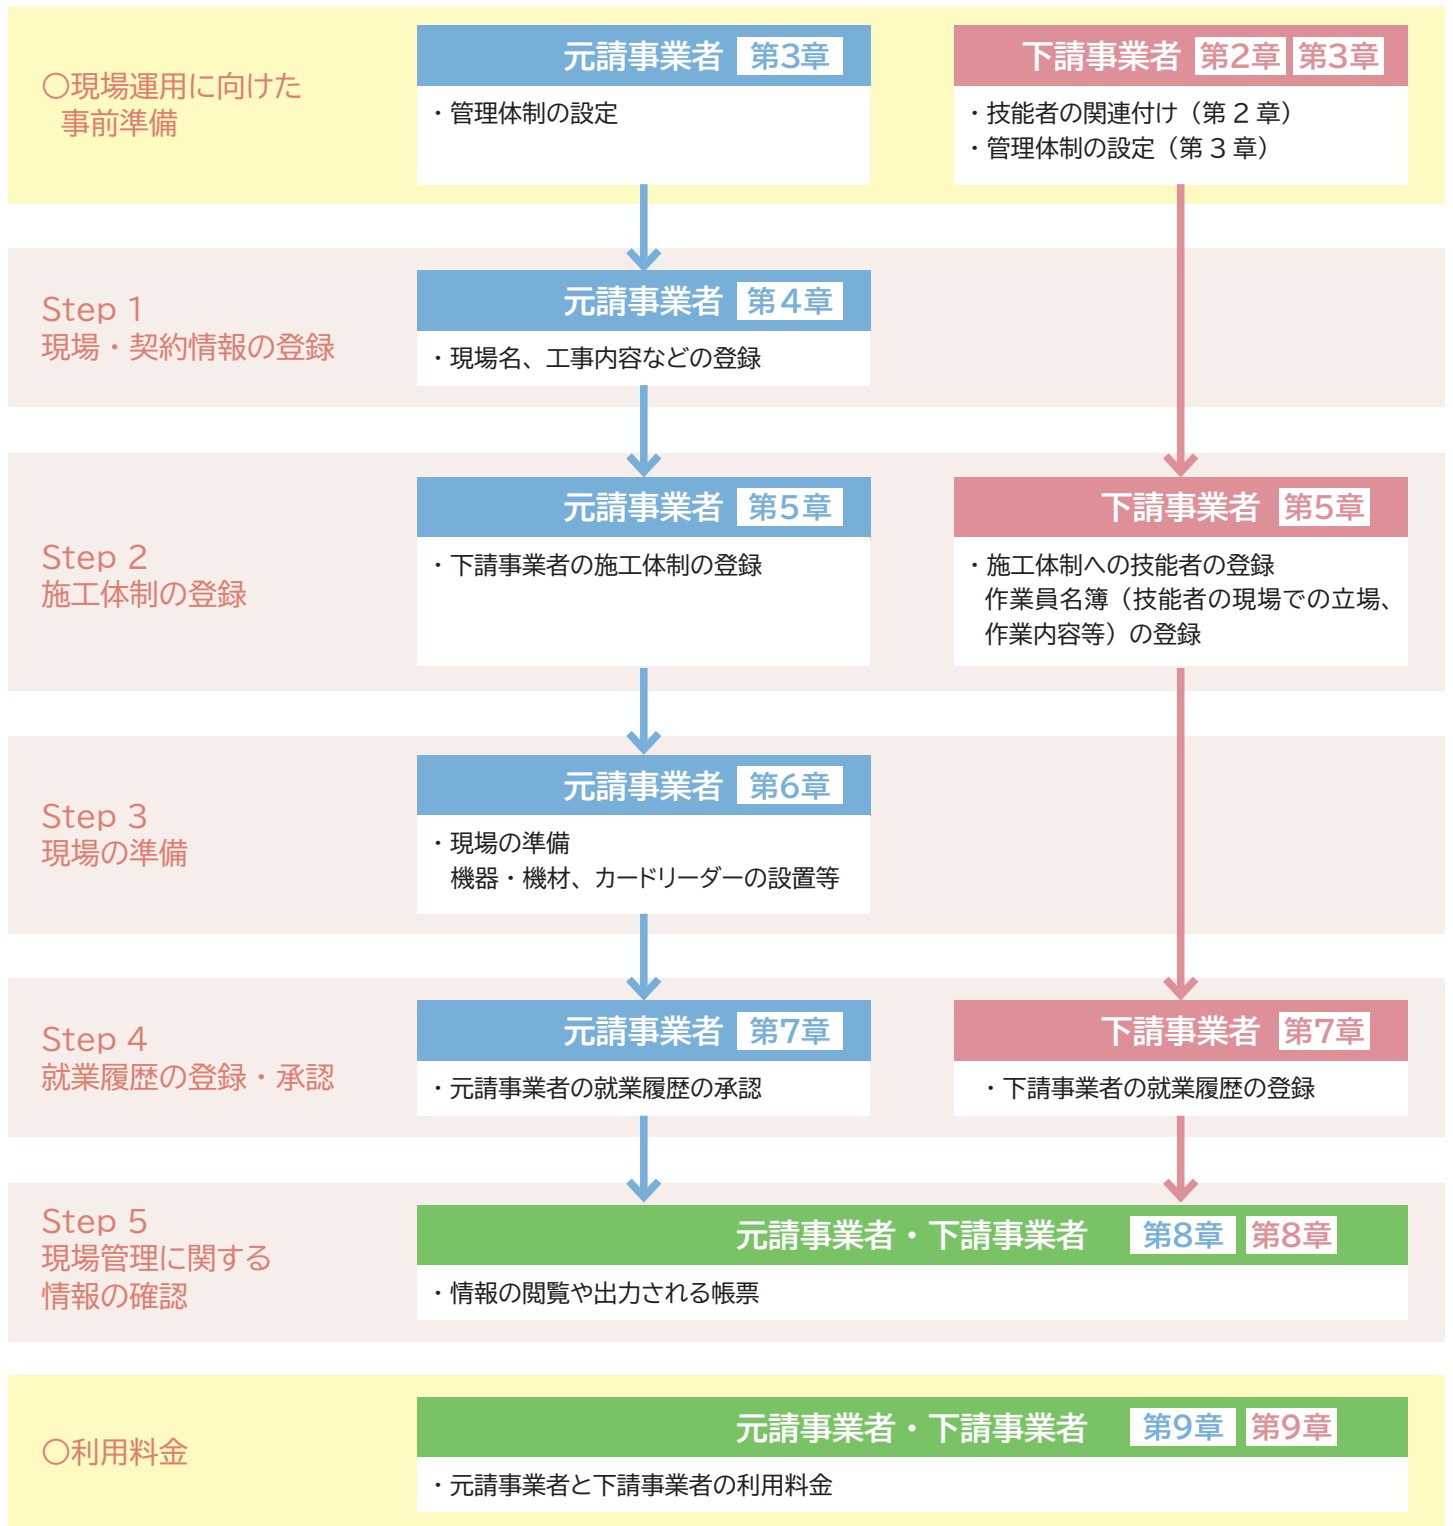 〇現場運用に向けた
事前準備
元請事業者 第3章
・管理体制の設定
下請事業者 第2章 第3章
・技能者の関連付け（第２章）
・管理体制の設定（第３章）
Step 1
現場・契約情報の登録
元請事業者 第4章
・現場名、工事内容などの登録
Step 2
施工体制の登録
元請事業者 第5章
・下請事業者の施工体制の登録
下請事業者 第5章
・施工体制への技能者の登録
作業員名簿（技能者の現場での立場、
作業内容等）の登録
Step 3
現場の準備
元請事業者 第6章
・現場の準備
機器・機材、カードリーダーの設置等
Step 4
就業履歴の登録・承認
元請事業者 第7章
・元請事業者の就業履歴の承認
下請事業者 第7章
・下請事業者の就業履歴の登録
Step 5
現場管理に関する
情報の確認
元請事業者・下請事業者 第8章 第8章
・情報の閲覧や出力される帳票
〇利用料金
元請事業者・下請事業者 第9章 第9章
・元請事業者と下請事業者の利用料金